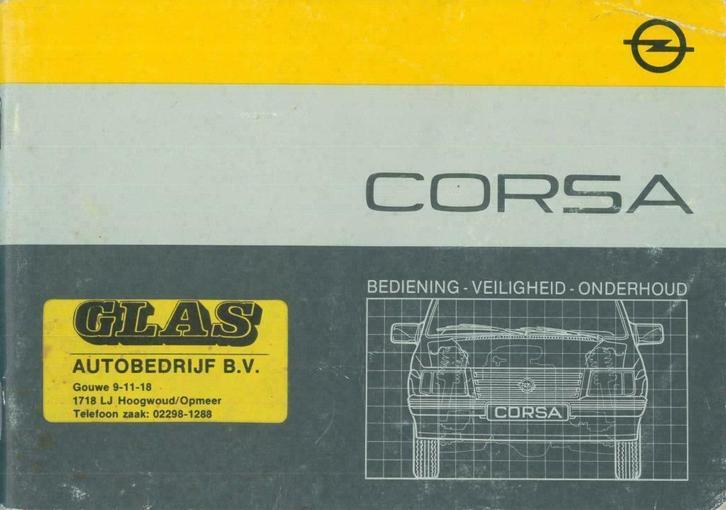 CORSA
BEDIENING - VEILIGHEID - ONDERHOUD
GLAS
AUTOBEDRIJF B.V.
Gouwe 9-11-18
1718 LJ Hoogwoud/Opmeer
Telefoon zaak: 02298-1288
CORSA